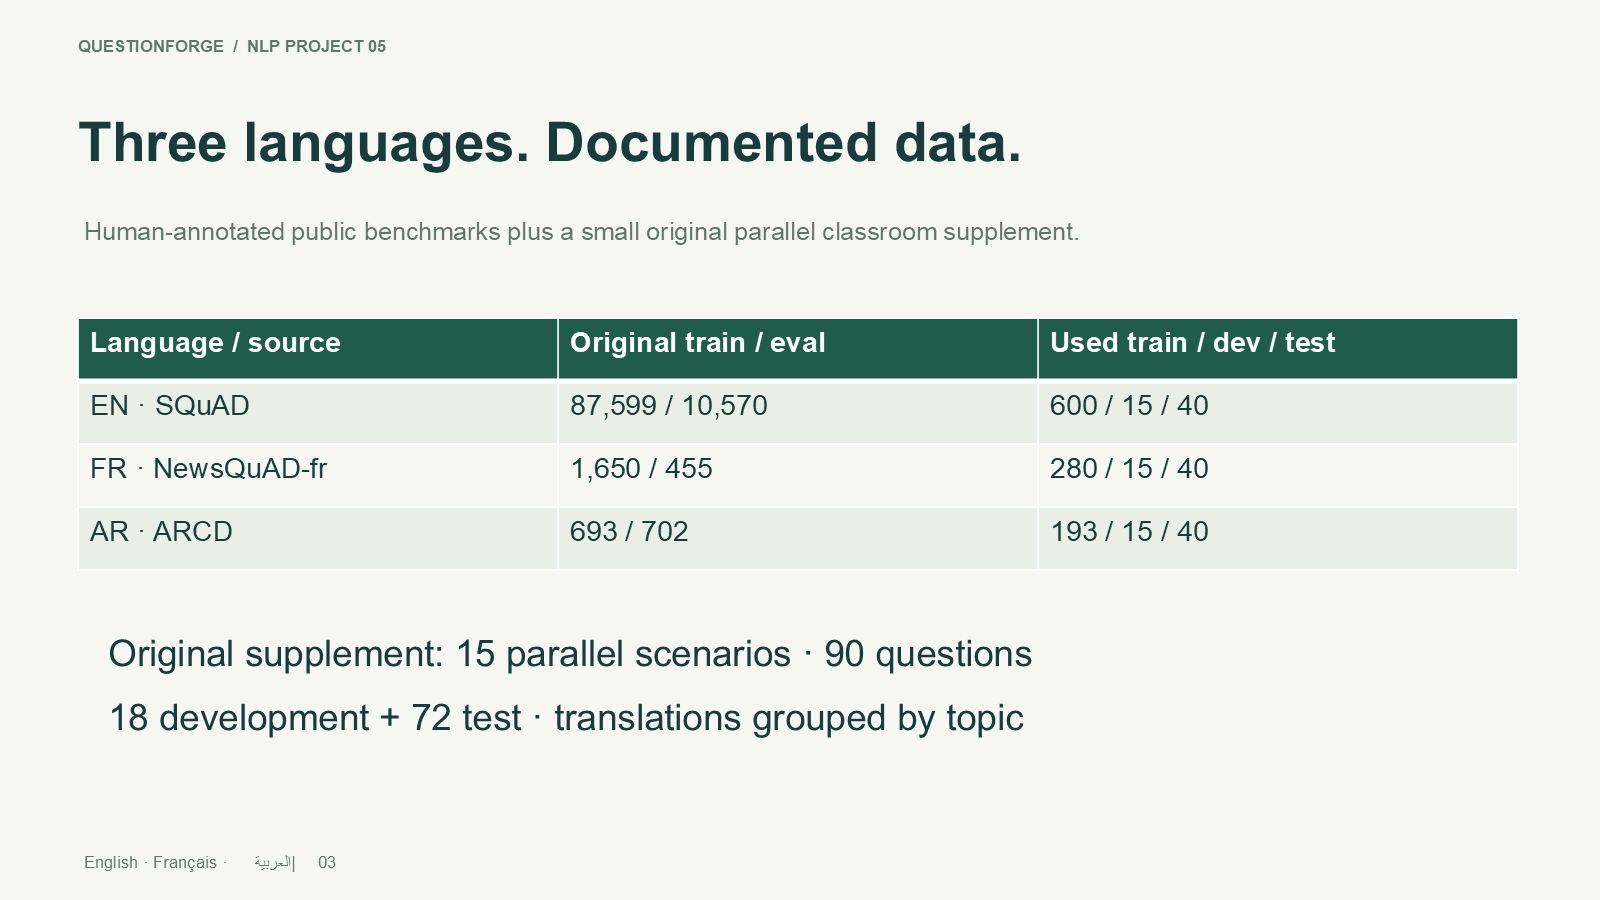 QUESTIONFORGE / NLP PROJECT 05
Three languages. Documented data.
Human-annotated public benchmarks plus a small original parallel classroom supplement.
Language / source Original train / eval Used train / dev / test
EN · SQuAD 87,599 / 10,570 600 / 15 / 40
FR · NewsQuAD-fr 1,650 / 455 280 / 15 / 40
AR · ARCD 693 / 702 193 / 15 / 40
Original supplement: 15 parallel scenarios · 90 questions
18 development + 72 test · translations grouped by topic
English · Français · العربية | 03